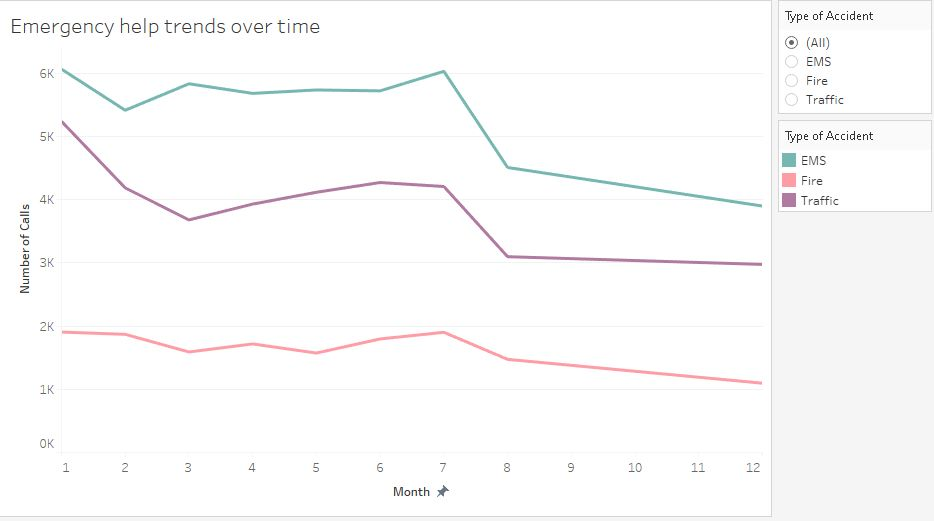 Emergency help trends over time
Type of Accident
(All)
EMS
Fire
Traffic
Type of Accident
EMS
Fire
Traffic
Number of Calls
6K
5K
4K
3K
2K
1K
0K
1 2 3 4 5 6 7 8 9 10 11 12
Month